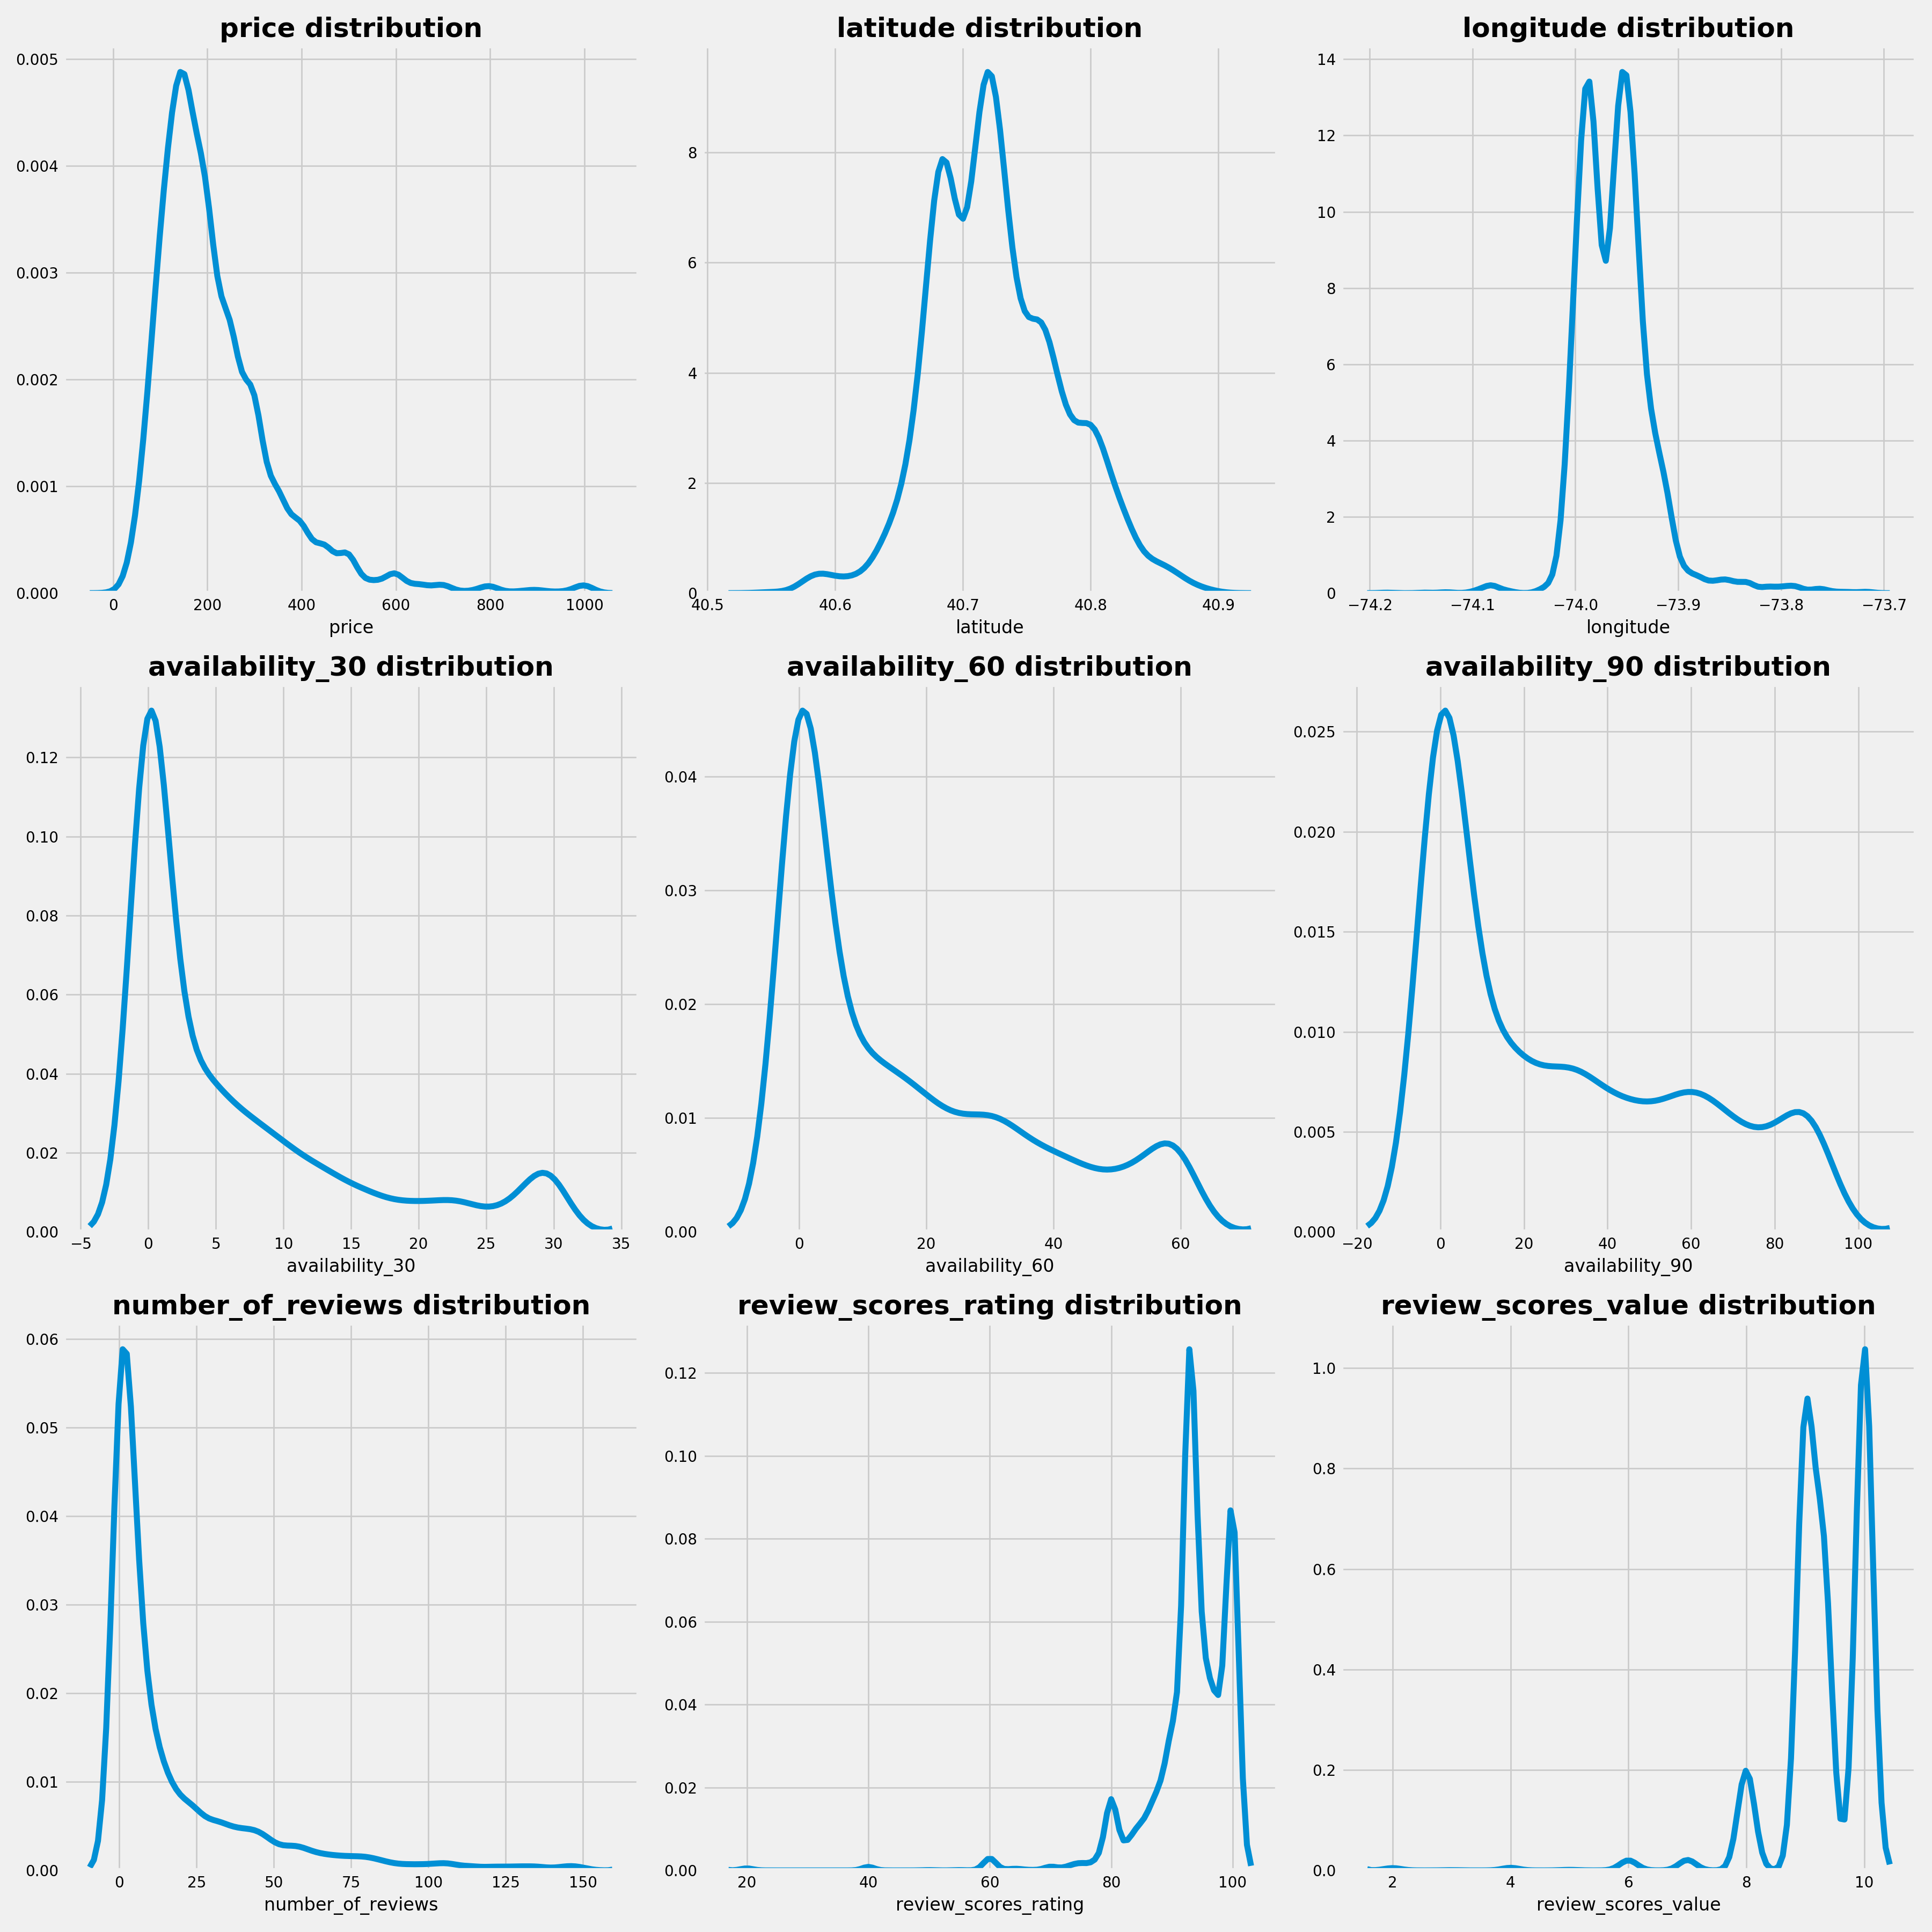 price distribution
0.005
0.004
0.003
0.002
0.001
0.000
0 200 400 600 800 1000
price
latitude distribution
8
6
4
2
0
40.5 40.6 40.7 40.8 40.9
latitude
longitude distribution
14
12
10
8
6
4
2
0
−74.2 −74.1 −74.0 −73.9 −73.8 −73.7
longitude
availability_30 distribution
0.12
0.10
0.08
0.06
0.04
0.02
0.00
−5 0 5 10 15 20 25 30 35
availability_30
availability_60 distribution
0.04
0.03
0.02
0.01
0.00
0 20 40 60
availability_60
availability_90 distribution
0.025
0.020
0.015
0.010
0.005
0.000
−20 0 20 40 60 80 100
availability_90
number_of_reviews distribution
0.06
0.05
0.04
0.03
0.02
0.01
0.00
0 25 50 75 100 125 150
number_of_reviews
review_scores_rating distribution
0.12
0.10
0.08
0.06
0.04
0.02
0.00
20 40 60 80 100
review_scores_rating
review_scores_value distribution
1.0
0.8
0.6
0.4
0.2
0.0
2 4 6 8 10
review_scores_value